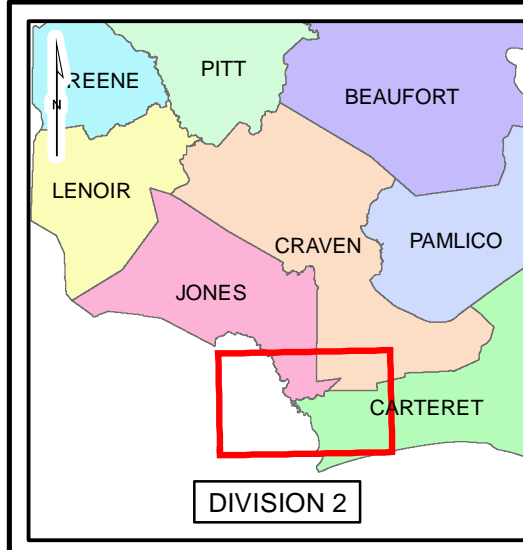 PITT
REENE
N
BEAUFORT
LENOIR
CRAVEN
PAMLICO
JONES
CARTERET
DIVISION 2